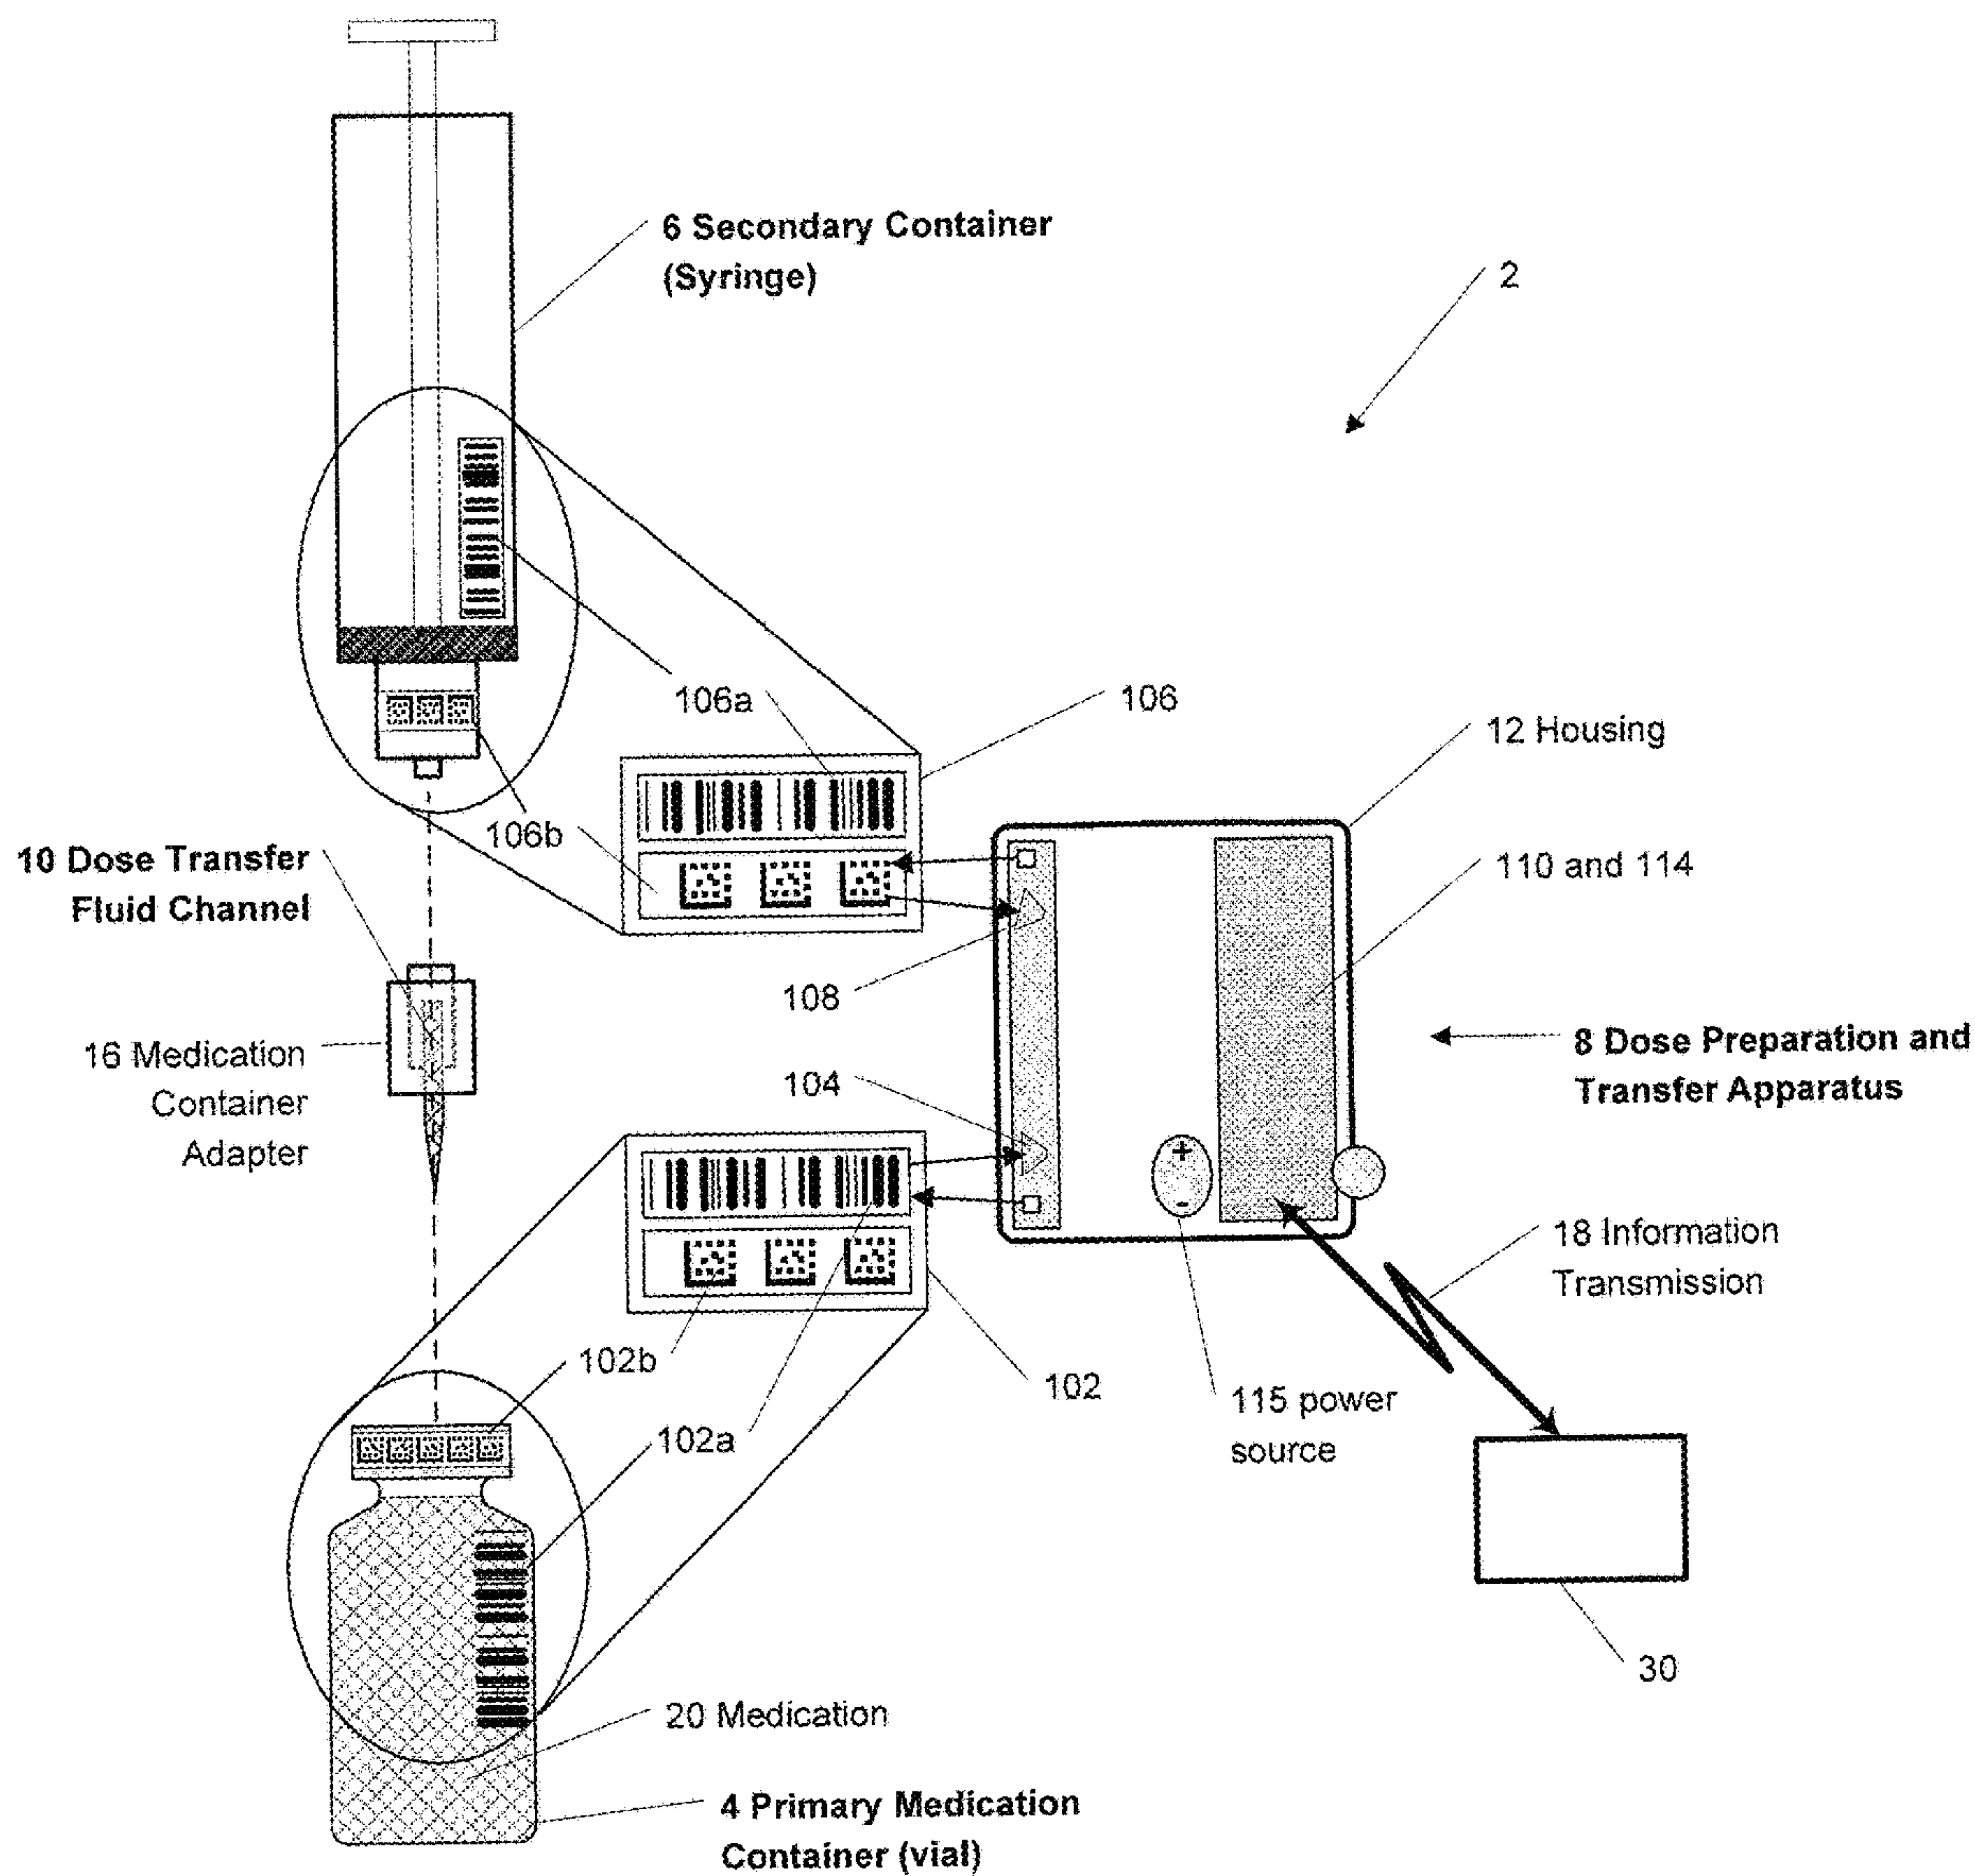 6 Secondary Container
(Syringe)
2
106a
106
12 Housing
106b
10 Dose Transfer
Fluid Channel
110 and 114
108
16 Medication
Container
Adapter
104
8 Dose Preparation and
Transfer Apparatus
+
-
18 Information
Transmission
102b
102
115 power
source
102a
30
20 Medication
4 Primary Medication
Container (vial)